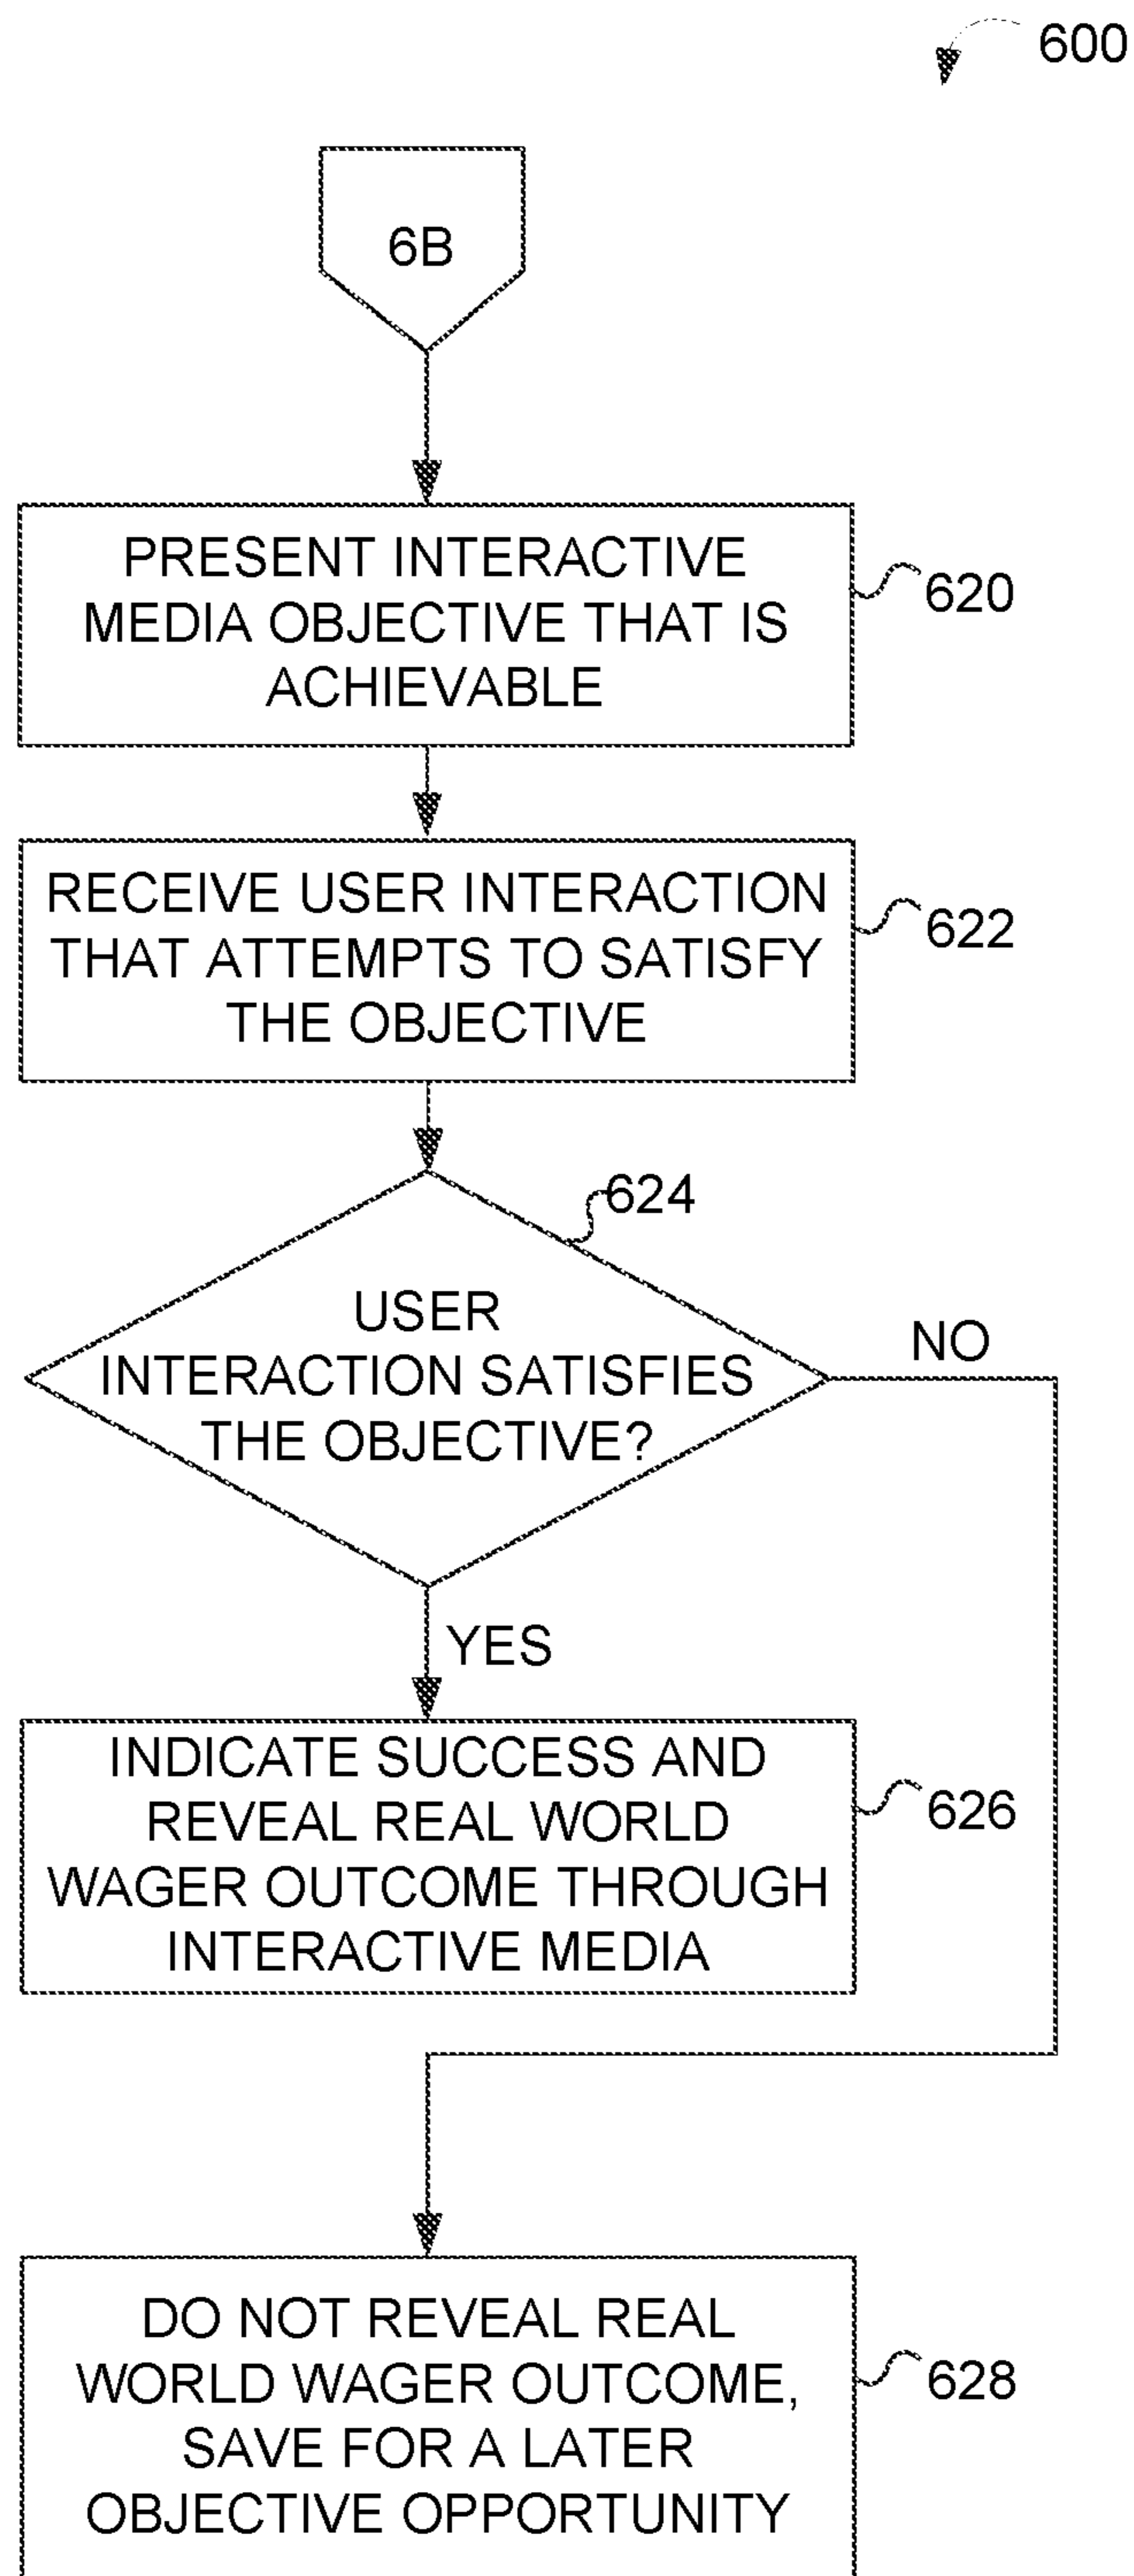 600
6B
PRESENT INTERACTIVE
MEDIA OBJECTIVE THAT IS
ACHIEVABLE
620
RECEIVE USER INTERACTION
THAT ATTEMPTS TO SATISFY
THE OBJECTIVE
622
624
USER
INTERACTION SATISFIES
THE OBJECTIVE?
NO
YES
INDICATE SUCCESS AND
REVEAL REAL WORLD
WAGER OUTCOME THROUGH
INTERACTIVE MEDIA
626
DO NOT REVEAL REAL
WORLD WAGER OUTCOME,
SAVE FOR A LATER
OBJECTIVE OPPORTUNITY
628